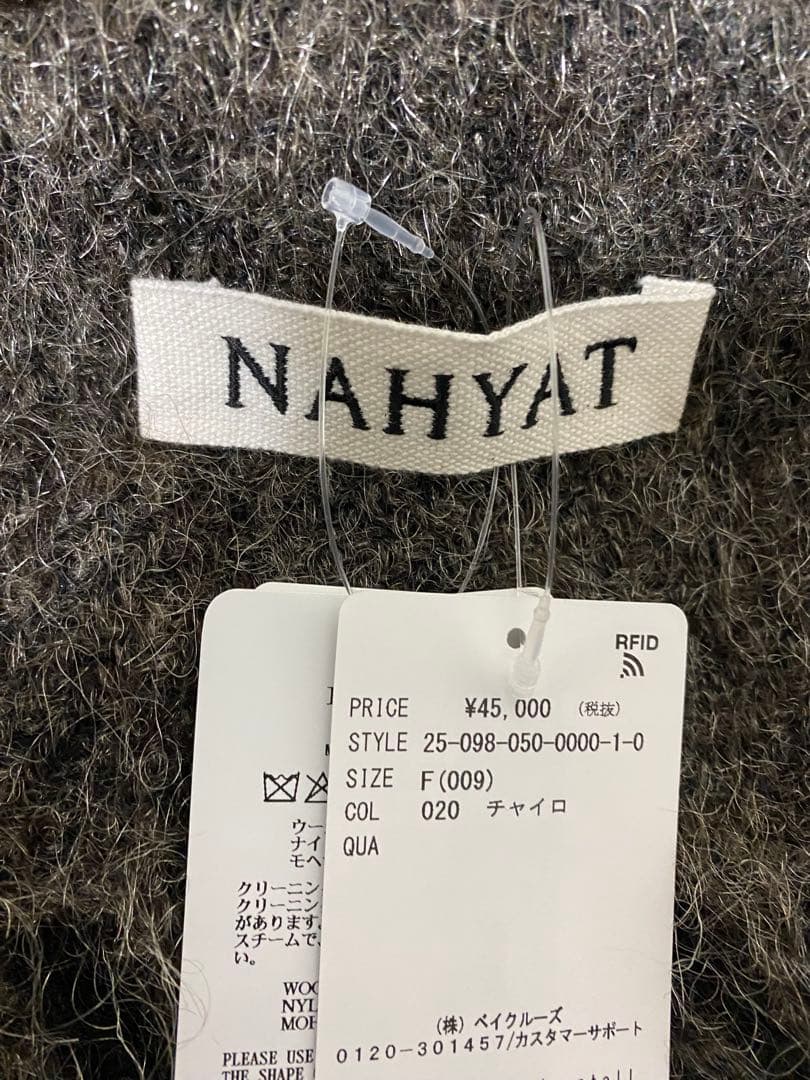 NAHYAT
RFID
PRICE ¥45,000 (税抜)
STYLE 25-098-050-0000-1-0
SIZE F(009)
COL 020 チャイロ
QUA
(株) ベイクルーズ
0120-301457/カスタマーサポート
ウー
ナイ
モヘ
クリーニン
クリーニン
があります。
スチームで、
い。
WOO
NYL
MOH
PLEASE USE
THE SHAPE